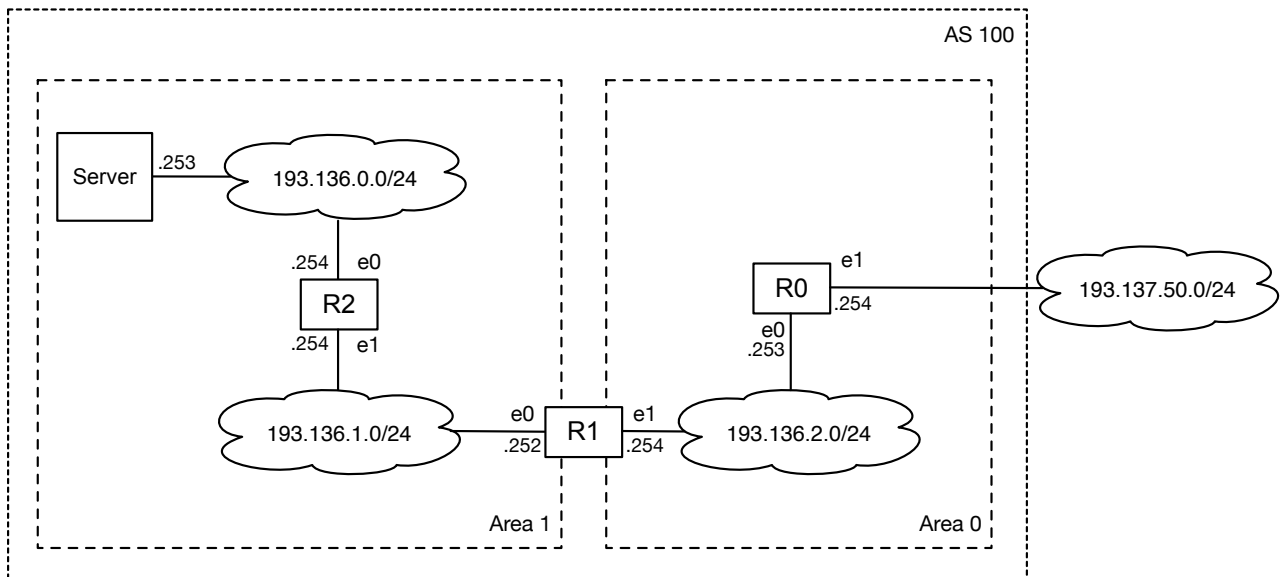 AS 100
Server
.253
193.136.0.0/24
.254 e0
R2
.254 e1
193.136.1.0/24
e0
.252
R1
e1
.254
193.136.2.0/24
e0
.253
R0
e1
.254
193.137.50.0/24
Area 1
Area 0